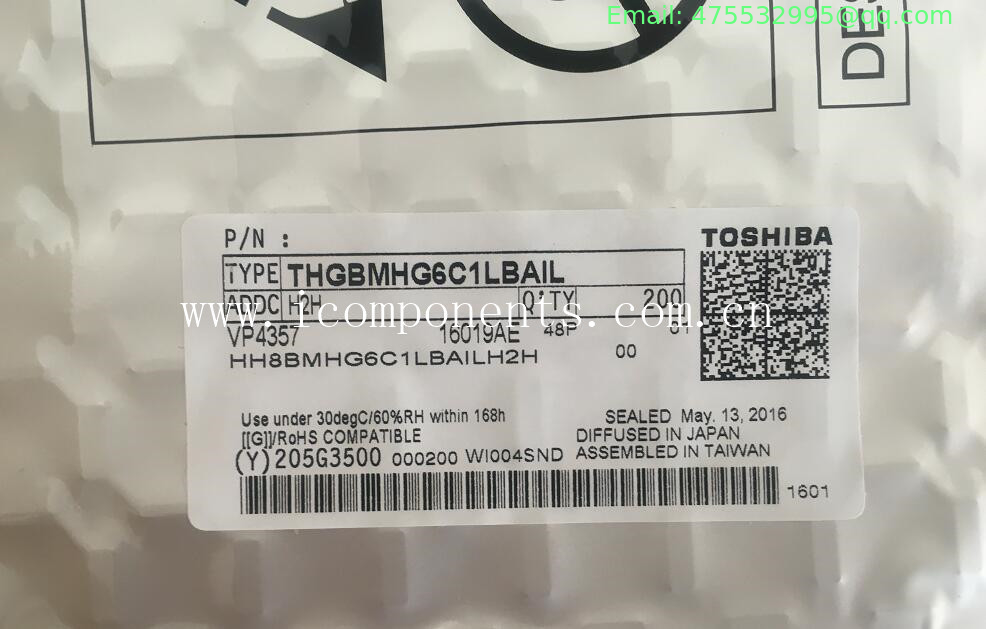 Email: 475532995@qq.com
DES
P/N :
TOSHIBA
TYPE THGBMHG6C1LBAIL
ADDC H2H Q'TY 200
www.icomponents.com.cn
VP4357 16019AE 48P 0
HH8BMHG6C1LBAILH2H 00
Use under 30degC/60%RH within 168h
SEALED May. 13, 2016
[[G]]/RoHS COMPATIBLE
DIFFUSED IN JAPAN
(Y)205G3500 000200 WI004SND
ASSEMBLED IN TAIWAN
1601